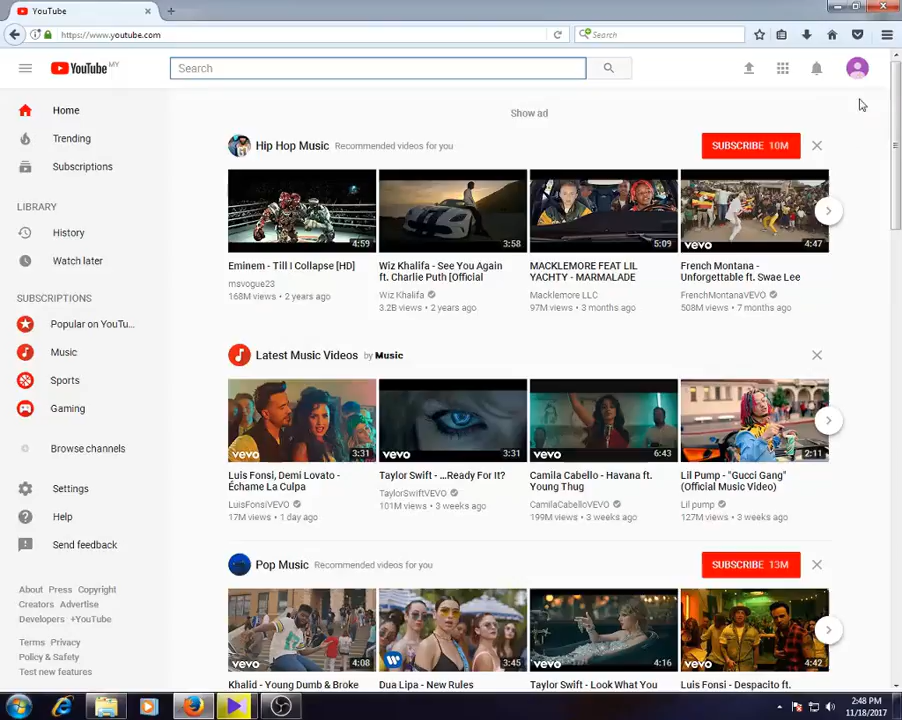 YouTube
https://www.youtube.com
Search
YouTube MY
Search
Home
Trending
Subscriptions
LIBRARY
History
Watch later
SUBSCRIPTIONS
Popular on YouTu...
Music
Sports
Gaming
Browse channels
Settings
Help
Send feedback
About Press Copyright
Creators Advertise
Developers +YouTube
Terms Privacy
Policy & Safety
Test new features
Show ad
Hip Hop Music Recommended videos for you
SUBSCRIBE 10M
4:59
3:58
5:09
vevo 4:47
Eminem - Till I Collapse [HD]
msvogue23
168M views • 2 years ago
Wiz Khalifa - See You Again
ft. Charlie Puth [Official
Wiz Khalifa
3.2B views • 2 years ago
MACKLEMORE FEAT LIL
YACHTY - MARMALADE
Macklemore LLC
97M views • 3 months ago
French Montana -
Unforgettable ft. Swae Lee
FrenchMontanaVEVO
508M views • 7 months ago
Latest Music Videos by Music
vevo 3:31
vevo 3:31
vevo 6:43
vevo 2:11
Luis Fonsi, Demi Lovato -
Échame La Culpa
LuisFonsiVEVO
17M views • 1 day ago
Taylor Swift - ...Ready For It?
TaylorSwiftVEVO
101M views • 3 weeks ago
Camila Cabello - Havana ft.
Young Thug
CamilaCabelloVEVO
199M views • 3 weeks ago
Lil Pump - "Gucci Gang"
(Official Music Video)
Lil pump
127M views • 3 weeks ago
Pop Music Recommended videos for you
SUBSCRIBE 13M
vevo 4:08
3:45
vevo 4:16
vevo 4:42
Khalid - Young Dumb & Broke
Dua Lipa - New Rules
Taylor Swift - Look What You
Luis Fonsi - Despacito ft.
2:48 PM
11/18/2017